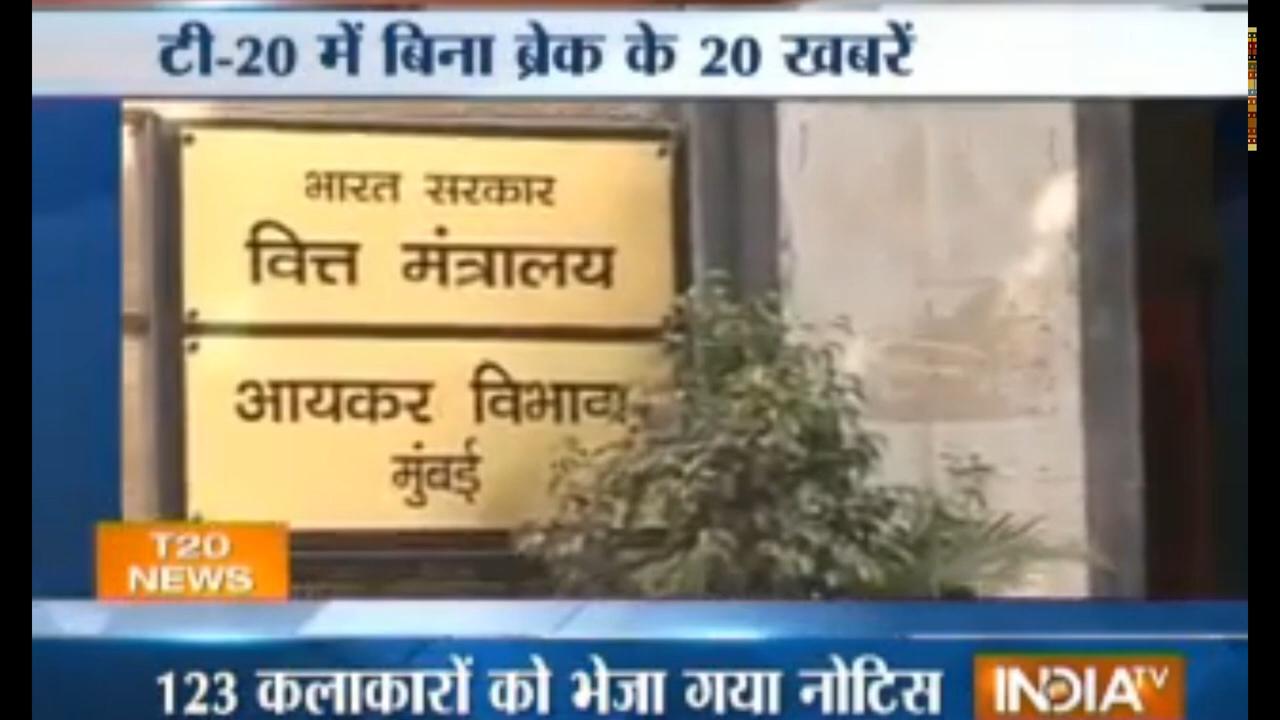 टी-20 में बिना ब्रेक के 20 खबरें
भारत सरकार
वित्त मंत्रालय
आयकर विभाग
मुंबई
T20
NEWS
123 कलाकारों को भेजा गया नोटिस
INDIA TV